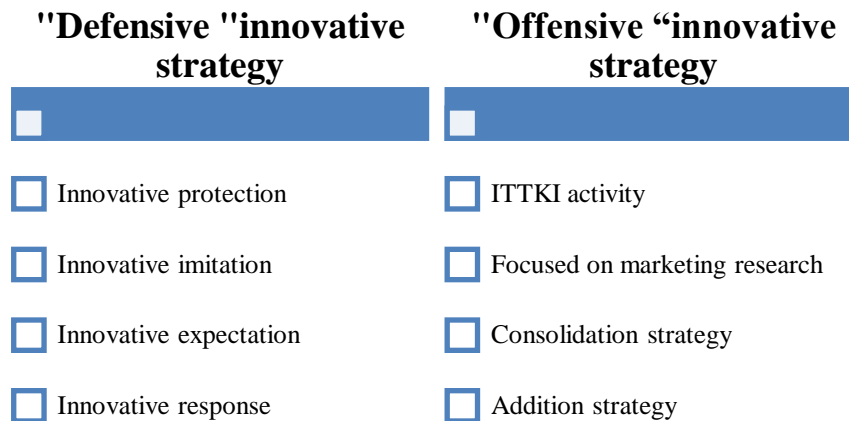 "Defensive "innovative
strategy
Innovative protection
Innovative imitation
Innovative expectation
Innovative response
"Offensive “innovative
strategy
ITTKI activity
Focused on marketing research
Consolidation strategy
Addition strategy